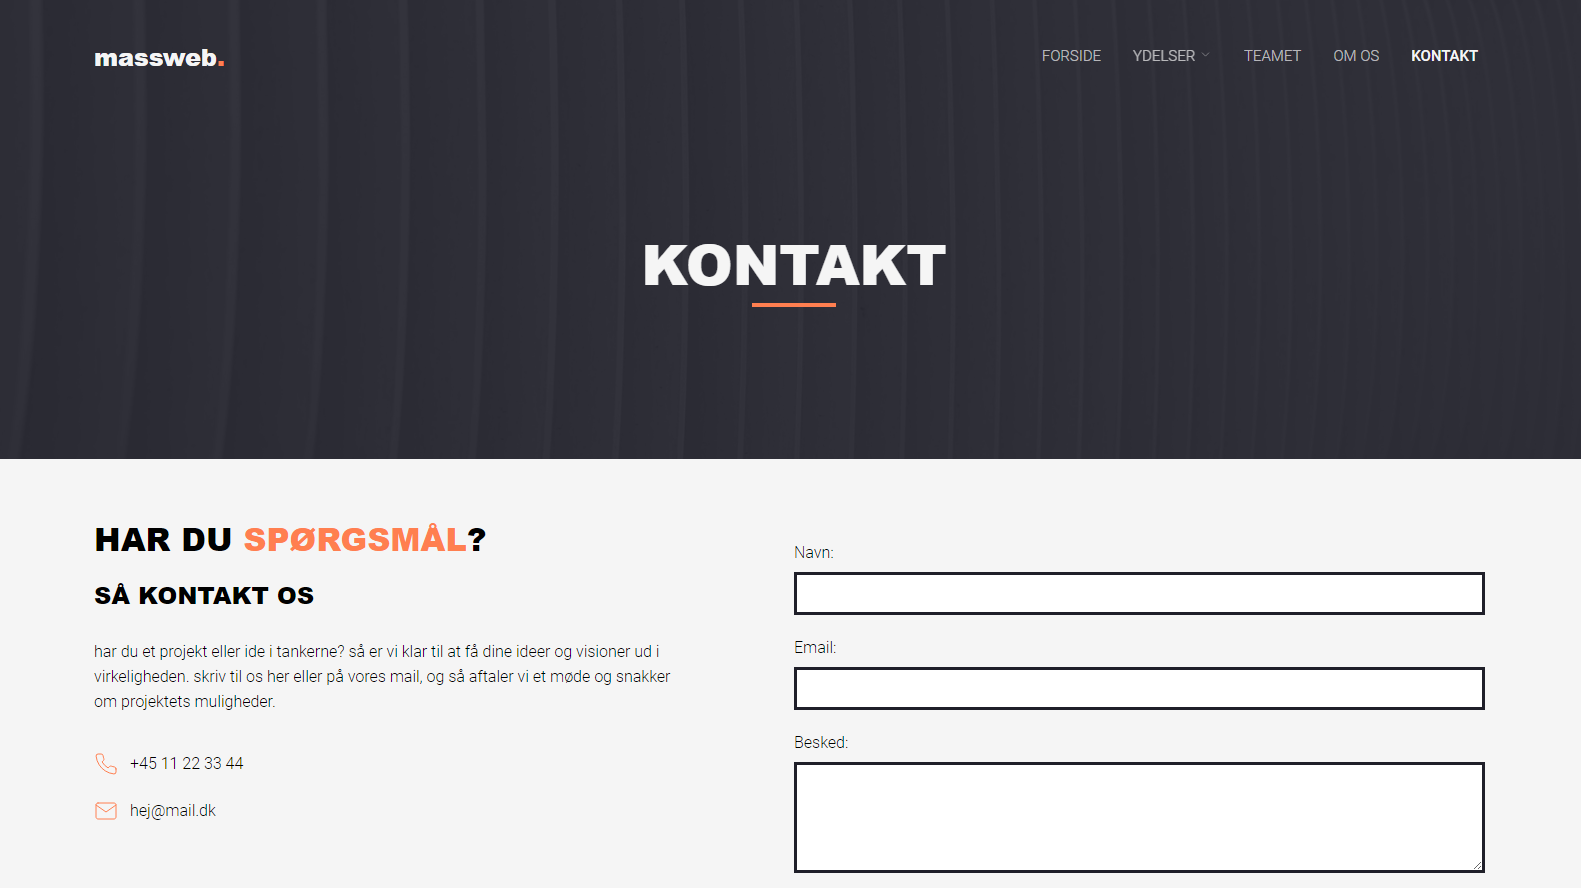 massweb.
FORSIDE YDELSER TEAMET OM OS KONTAKT
KONTAKT
HAR DU SPØRGSMÅL?
SÅ KONTAKT OS
har du et projekt eller ide i tankerne? så er vi klar til at få dine ideer og visioner ud i
virkeligheden. skriv til os her eller på vores mail, og så aftaler vi et møde og snakker
om projektets muligheder.
+45 11 22 33 44
hej@mail.dk
Navn:
Email:
Besked: